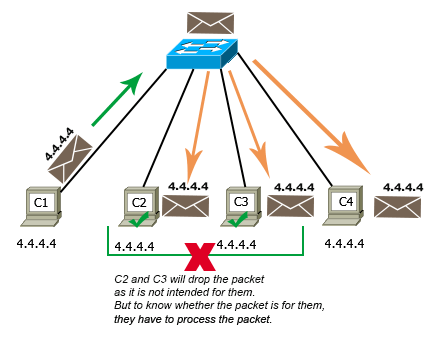 4.4.4.4
4.4.4.4 4.4.4.4 4.4.4.4
C1 C2 C3 C4
4.4.4.4 4.4.4.4 4.4.4.4 4.4.4.4
C2 and C3 will drop the packet
as it is not intended for them.
But to know whether the packet is for them,
they have to process the packet.